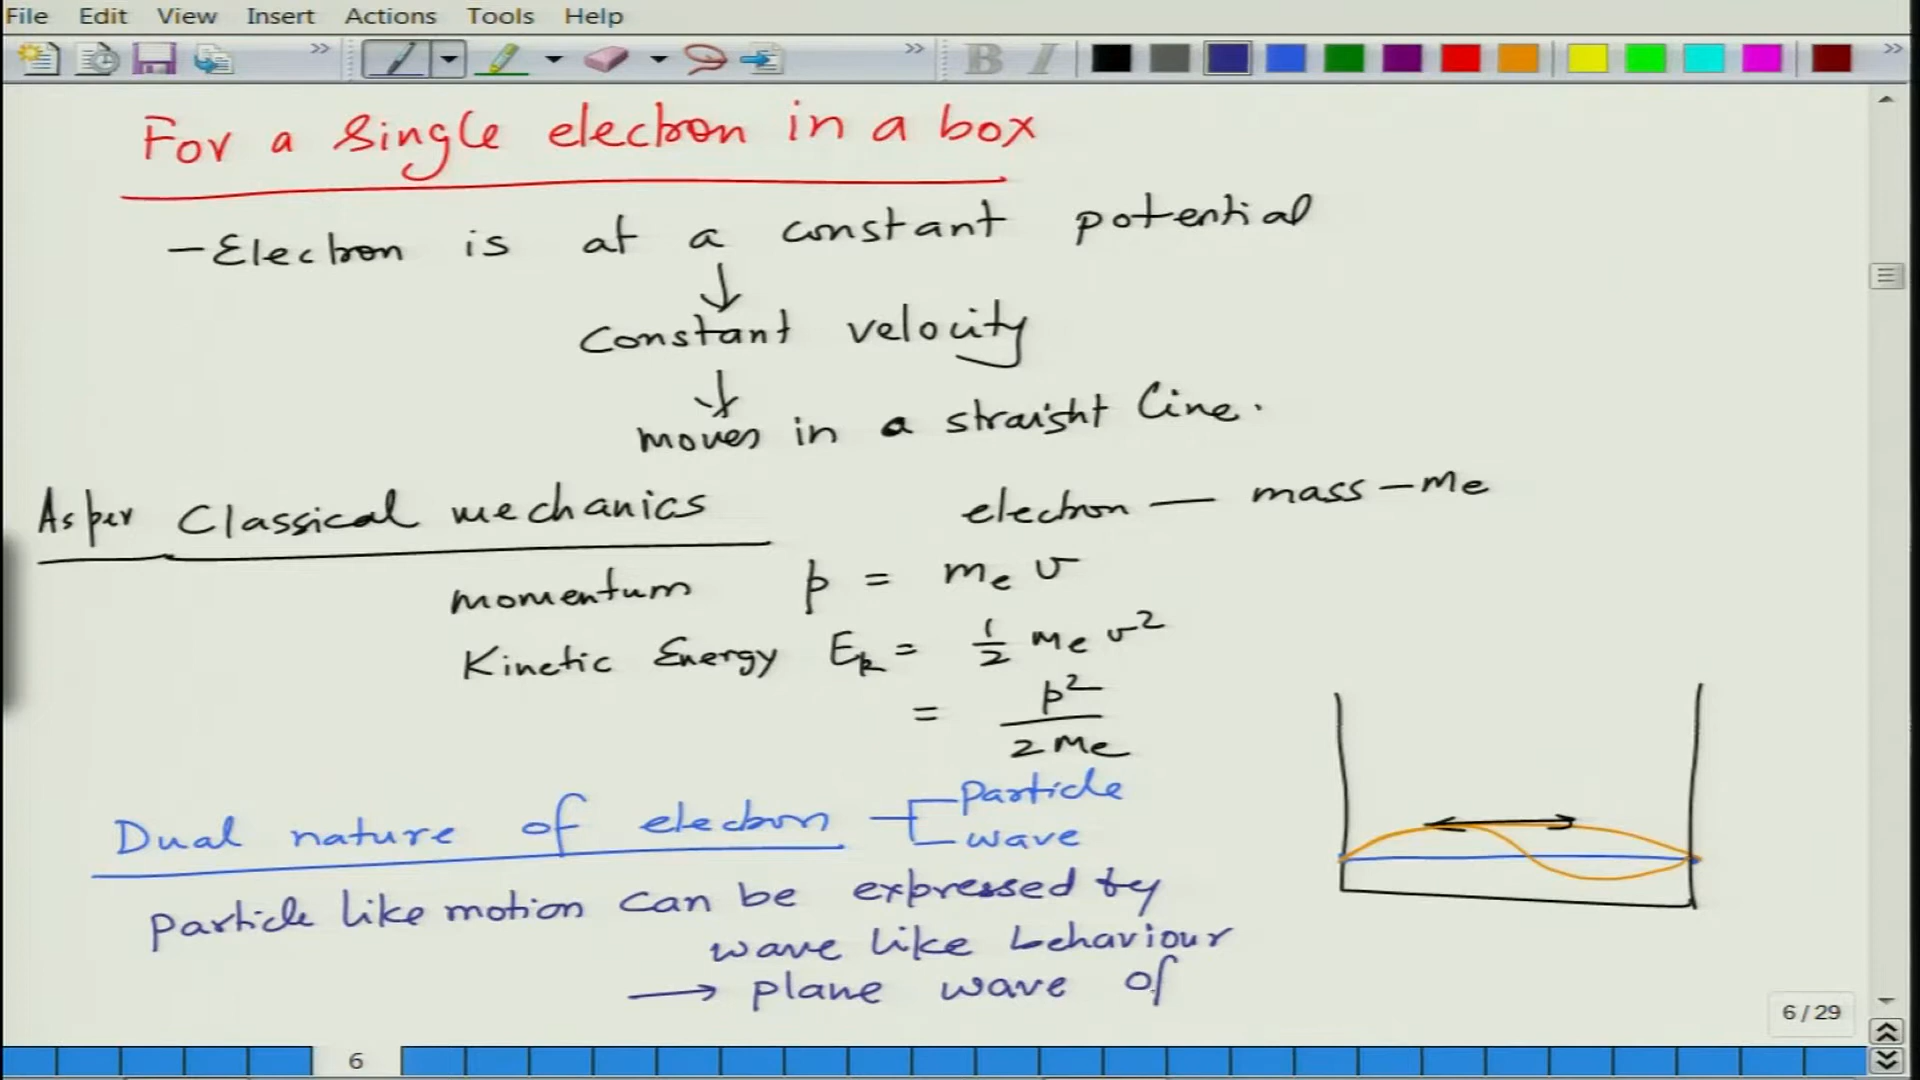 File Edit View Insert Actions Tools Help
B I
For a single electron in a box
- Electron is at a constant potential
↓
Constant velocity
↓
moves in a straight line.
As per Classical mechanics
electron — mass - me
momentum p = me v
Kinetic Energy Ek = 1/2 me v²
= p²/2me
Dual nature of electron
Particle
wave
Particle like motion can be expressed by
wave like behaviour
→ plane wave of
6 / 29
6